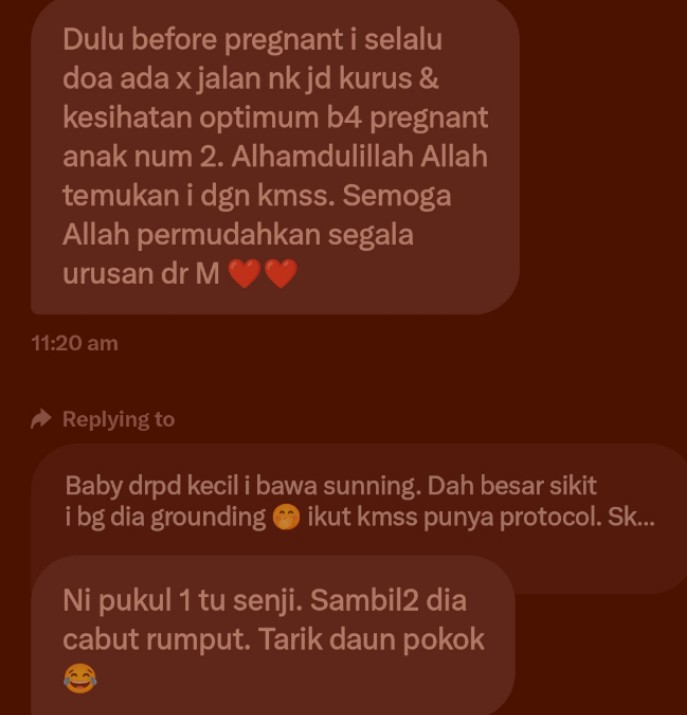 Dulu before pregnant i selalu
doa ada x jalan nk jd kurus &
kesihatan optimum b4 pregnant
anak num 2. Alhamdulillah Allah
temukan i dgn kmss. Semoga
Allah permudahkan segala
urusan dr M ❤️❤️
11:20 am
Replying to
Baby drpd kecil i bawa sunning. Dah besar sikit
i bg dia grounding 🤭 ikut kmss punya protocol. Sk...
Ni pukul 1 tu senji. Sambil2 dia
cabut rumput. Tarik daun pokok
😂